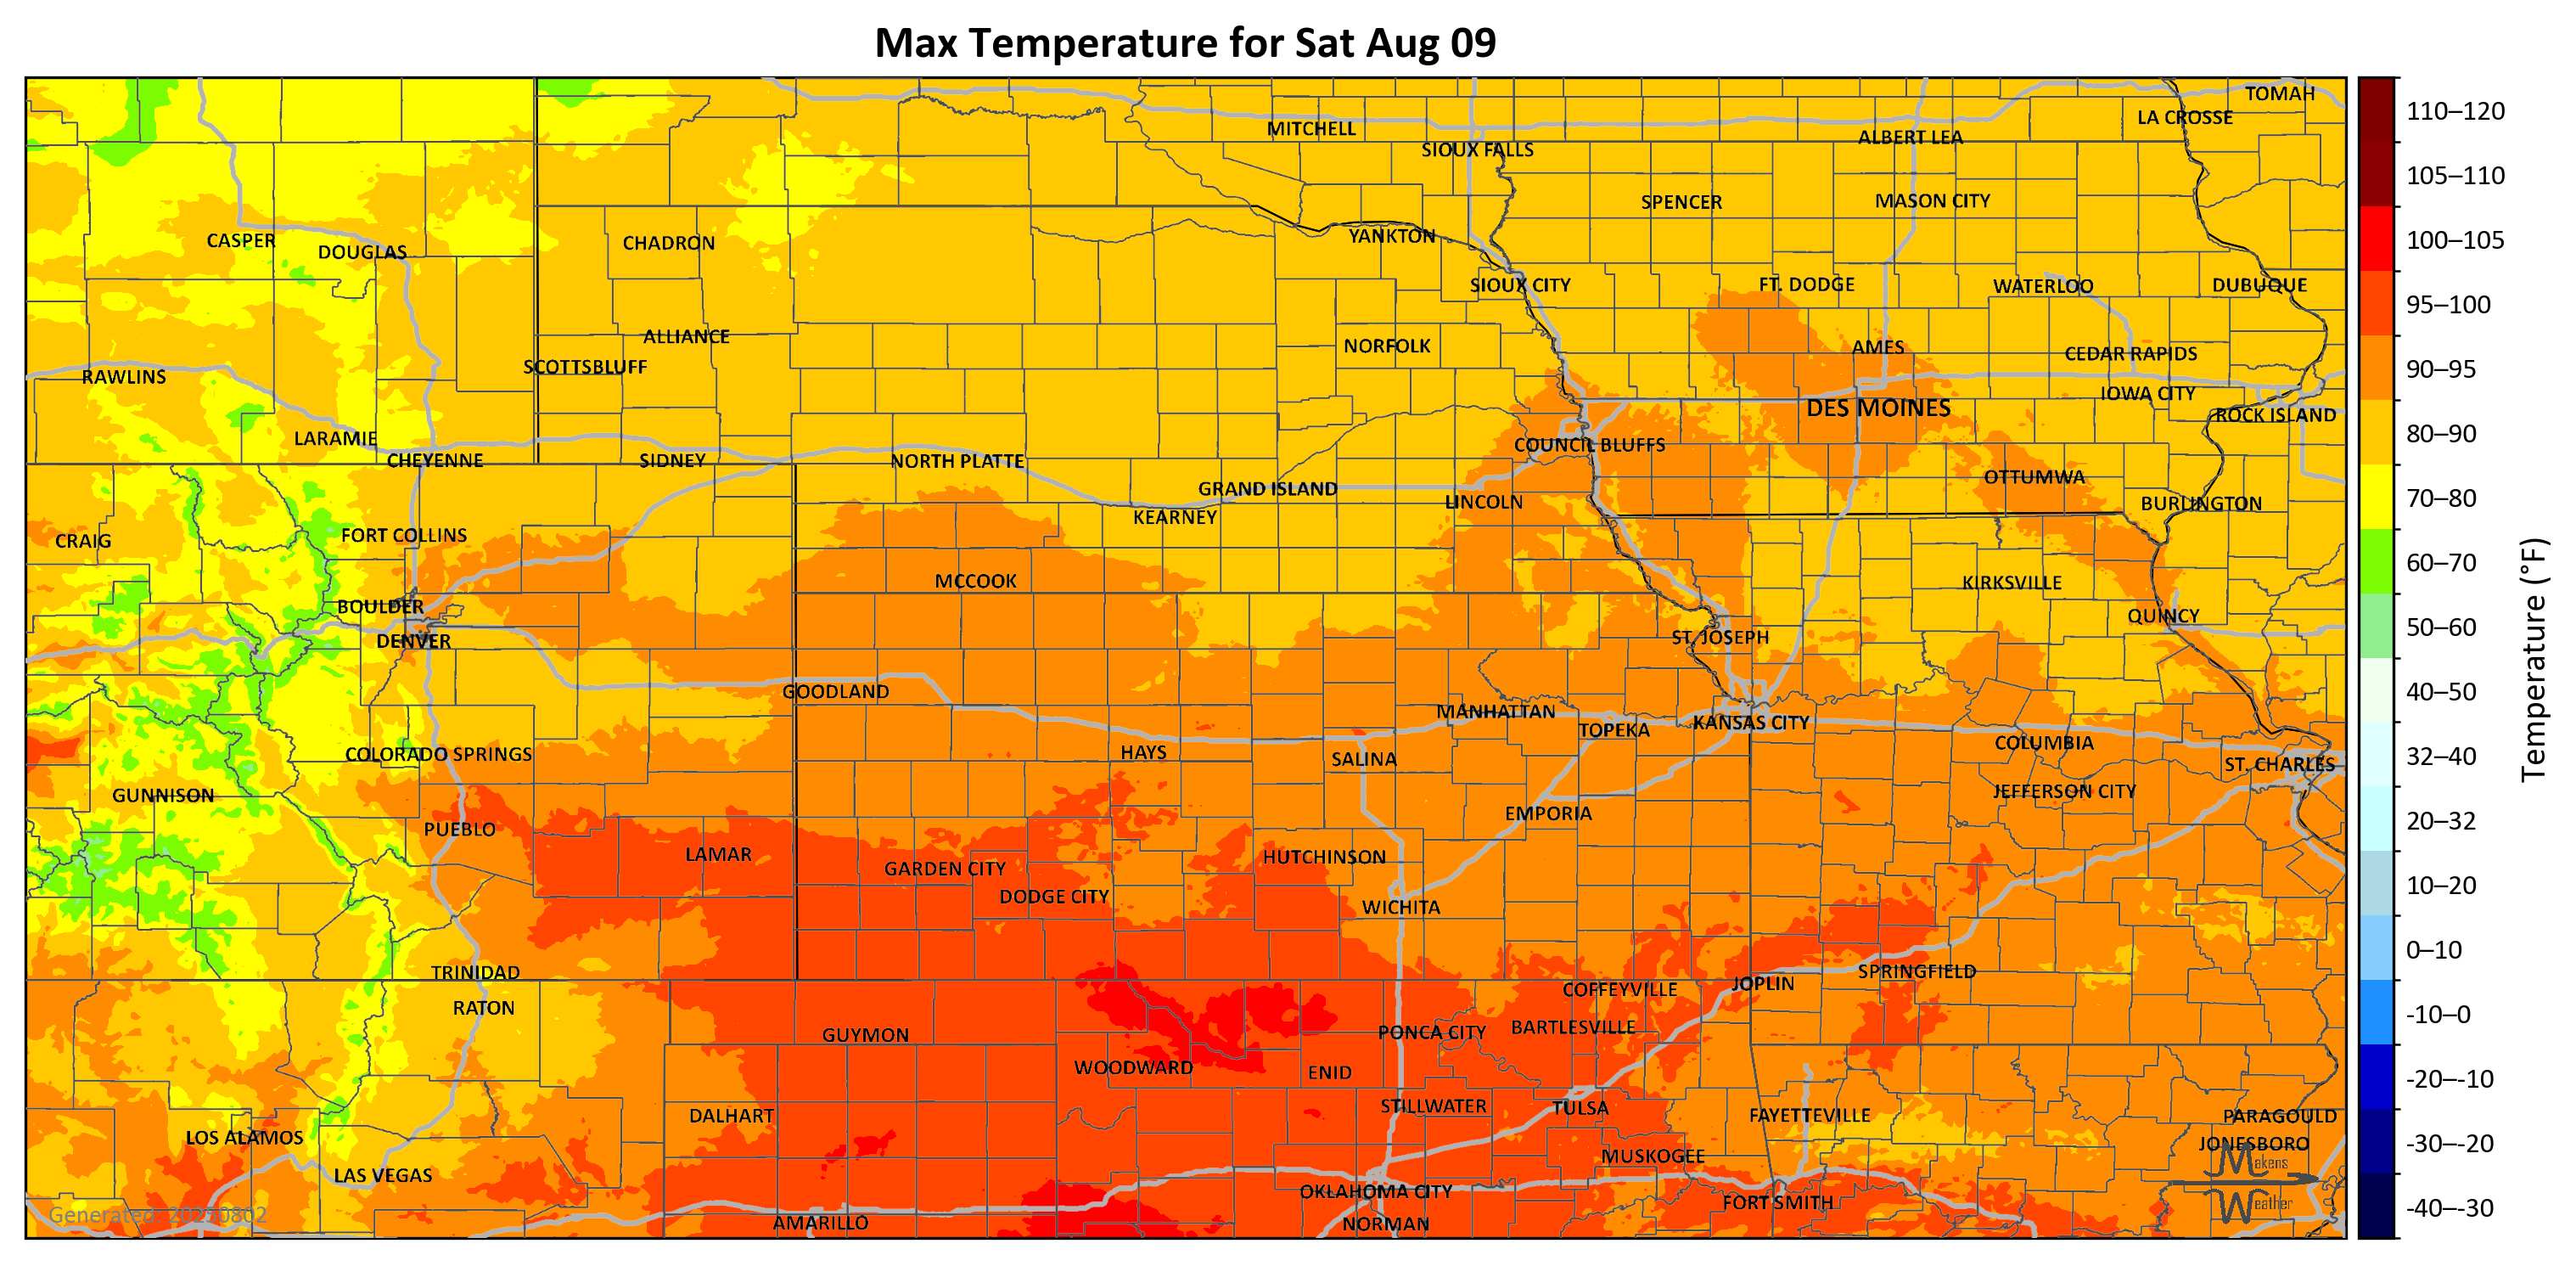 Max Temperature for Sat Aug 09
TOMAH
LA CROSSE
MITCHELL
ALBERT LEA
SIOUX FALLS
SPENCER
MASON CITY
YANKTON
CASPER
CHADRON
DOUGLAS
SIOUX CITY
FT. DODGE
WATERLOO
DUBUQUE
ALLIANCE
NORFOLK
AMES
CEDAR RAPIDS
SCOTTSBLUFF
RAWLINS
IOWA CITY
DES MOINES
ROCK ISLAND
LARAMIE
COUNCIL BLUFFS
CHEYENNE
SIDNEY
NORTH PLATTE
OTTUMWA
GRAND ISLAND
LINCOLN
BURLINGTON
KEARNEY
FORT COLLINS
CRAIG
MCCOOK
KIRKSVILLE
BOULDER
QUINCY
DENVER
ST. JOSEPH
GOODLAND
MANHATTAN
KANSAS CITY
TOPEKA
COLUMBIA
HAYS
COLORADO SPRINGS
SALINA
ST. CHARLES
GUNNISON
JEFFERSON CITY
EMPORIA
PUEBLO
LAMAR
HUTCHINSON
GARDEN CITY
DODGE CITY
WICHITA
TRINIDAD
SPRINGFIELD
JOPLIN
COFFEYVILLE
RATON
GUYMON
PONCA CITY
BARTLESVILLE
WOODWARD
ENID
STILLWATER
TULSA
DALHART
FAYETTEVILLE
PARAGOULD
LOS ALAMOS
JONESBORO
MUSKOGEE
LAS VEGAS
OKLAHOMA CITY
FORT SMITH
AMARILLO
NORMAN
Generated: 20250802
Makens
Weather
110–120
105–110
100–105
95–100
90–95
80–90
70–80
60–70
50–60
40–50
32–40
20–32
10–20
0–10
-10–0
-20–-10
-30–-20
-40–-30
Temperature (°F)